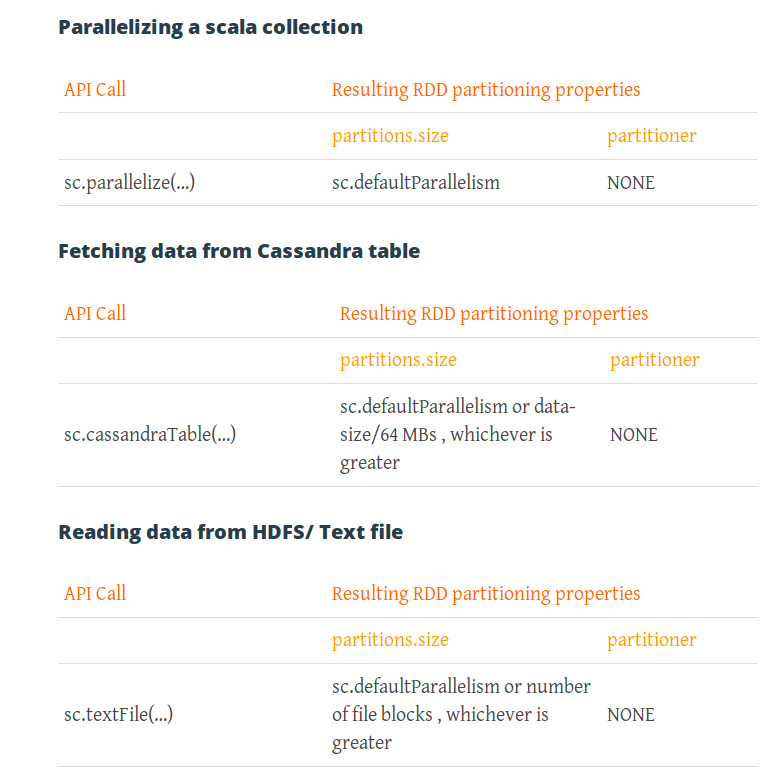 Parallelizing a scala collection
API Call Resulting RDD partitioning properties
partitions.size partitioner
sc.parallelize(…) sc.defaultParallelism NONE
Fetching data from Cassandra table
API Call Resulting RDD partitioning properties
partitions.size partitioner
sc.cassandraTable(…) sc.defaultParallelism or data-
size/64 MBs , whichever is NONE
greater
Reading data from HDFS/ Text file
API Call Resulting RDD partitioning properties
partitions.size partitioner
sc.textFile(…) sc.defaultParallelism or number
of file blocks , whichever is NONE
greater